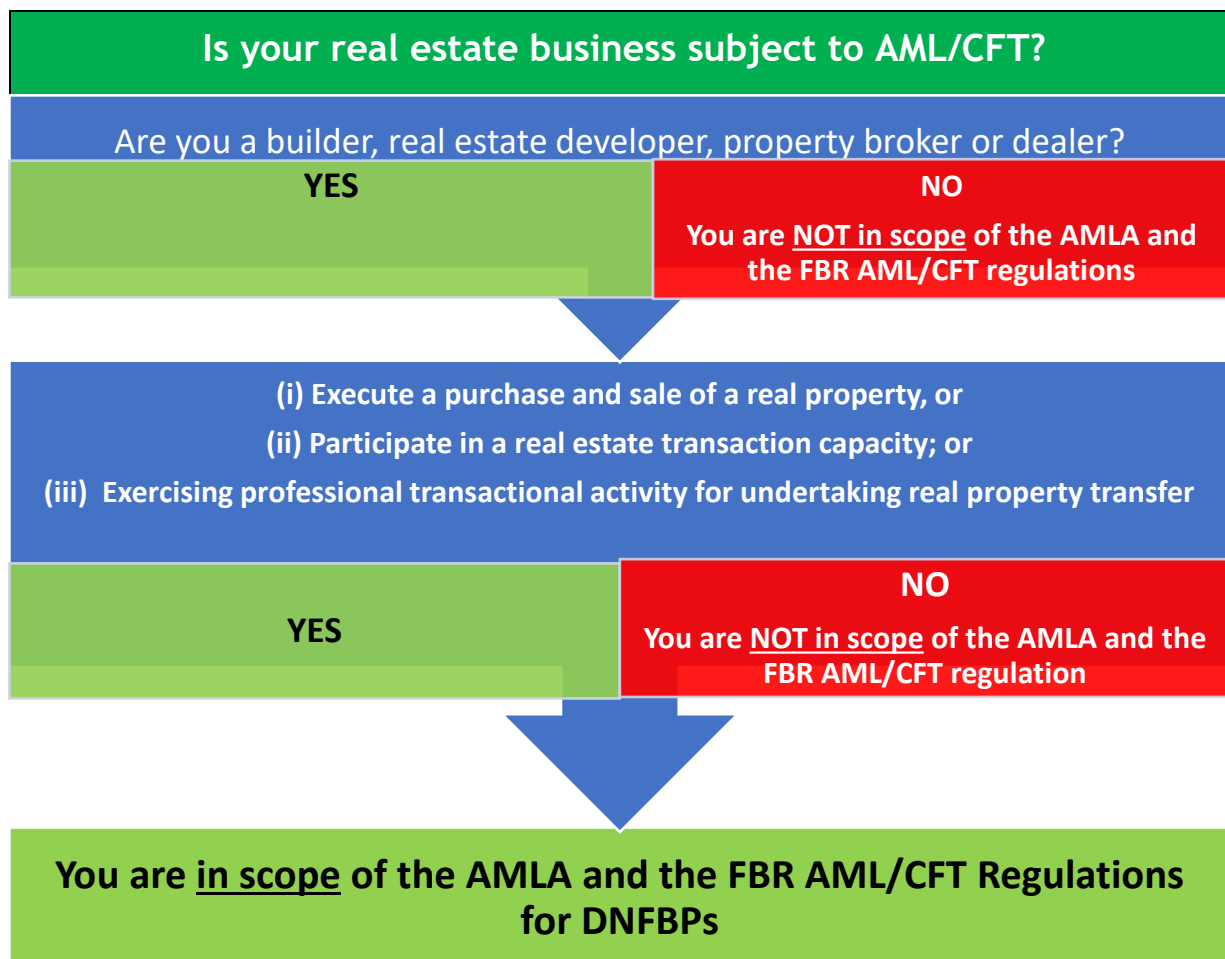 Is your real estate business subject to AML/CFT?
Are you a builder, real estate developer, property broker or dealer?
YES
NO
You are NOT in scope of the AMLA and
the FBR AML/CFT regulations
(i) Execute a purchase and sale of a real property, or
(ii) Participate in a real estate transaction capacity; or
(iii) Exercising professional transactional activity for undertaking real property transfer
YES
NO
You are NOT in scope of the AMLA and the
FBR AML/CFT regulation
You are in scope of the AMLA and the FBR AML/CFT Regulations
for DNFBPs